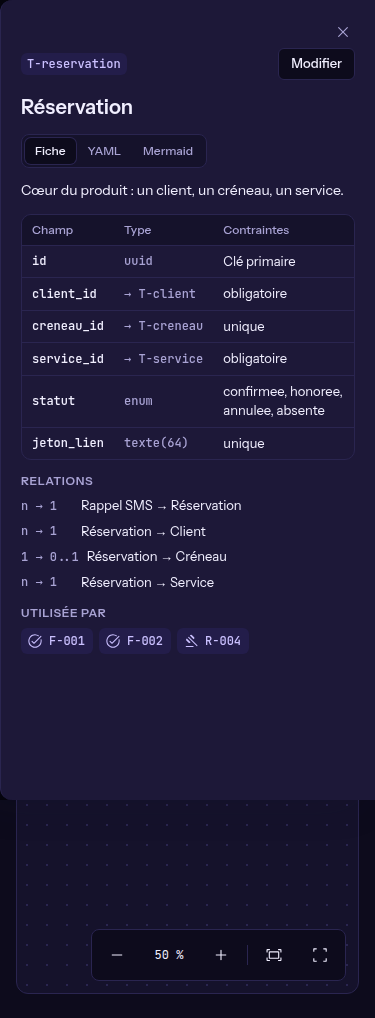 T-reservation
Modifier
Réservation
Fiche YAML Mermaid
Cœur du produit : un client, un créneau, un service.
Champ Type Contraintes
id uuid Clé primaire
client_id → T-client obligatoire
creneau_id → T-creneau unique
service_id → T-service obligatoire
statut enum confirmee, honoree,
annulee, absente
jeton_lien texte(64) unique
RELATIONS
n → 1 Rappel SMS → Réservation
n → 1 Réservation → Client
1 → 0..1 Réservation → Créneau
n → 1 Réservation → Service
UTILISÉE PAR
F-001 F-002 R-004
50 %